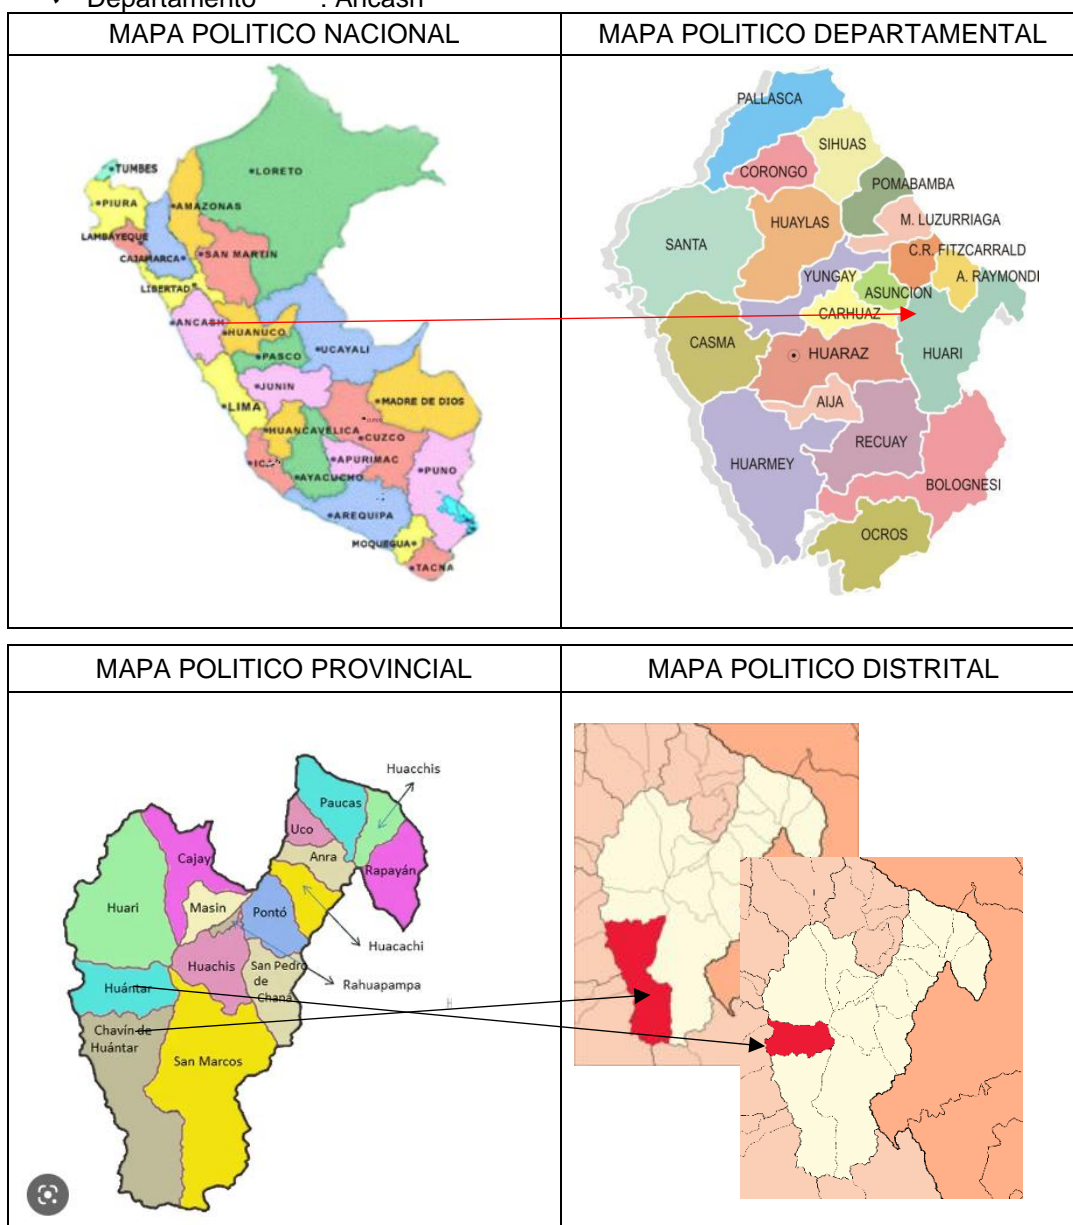 Departamento : Ancash
MAPA POLITICO NACIONAL
MAPA POLITICO DEPARTAMENTAL
TUMBES
LORETO
PIURA
AMAZONAS
LAMBAYEQUE
CAJAMARCA
SAN MARTIN
LIBERTAD
ANCASH
HUANUCO
PASCO
UCAYALI
JUNIN
LIMA
MADRE DE DIOS
HUANCAVELICA
CUZCO
ICA
APURIMAC
PUNO
AYACUCHO
AREQUIPA
MOQUEGUA
TACNA
PALLASCA
SIHUAS
CORONGO
POMABAMBA
HUAYLAS
M. LUZURRIAGA
SANTA
C.R. FITZCARRALD
YUNGAY
A. RAYMONDI
ASUNCION
CARHUAZ
CASMA
HUARAZ
HUARI
AIJA
RECUAY
HUARMEY
BOLOGNESI
OCROS
MAPA POLITICO PROVINCIAL
MAPA POLITICO DISTRITAL
Huacchis
Paucas
Uco
Anra
Cajay
Rapayán
Huari
Masin
Pontó
Huacachi
Huachis
San Pedro
de
Chaná
Rahuapampa
Huántar
Chavín de
Huántar
San Marcos